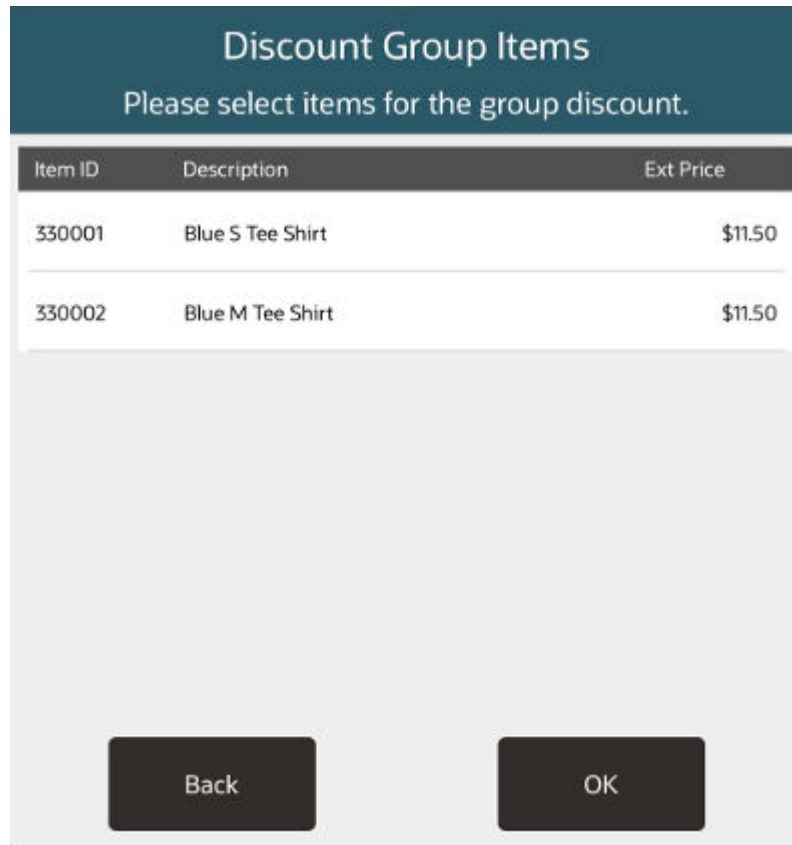 Discount Group Items
Please select items for the group discount.
Item ID Description Ext Price
330001 Blue S Tee Shirt $11.50
330002 Blue M Tee Shirt $11.50
Back OK